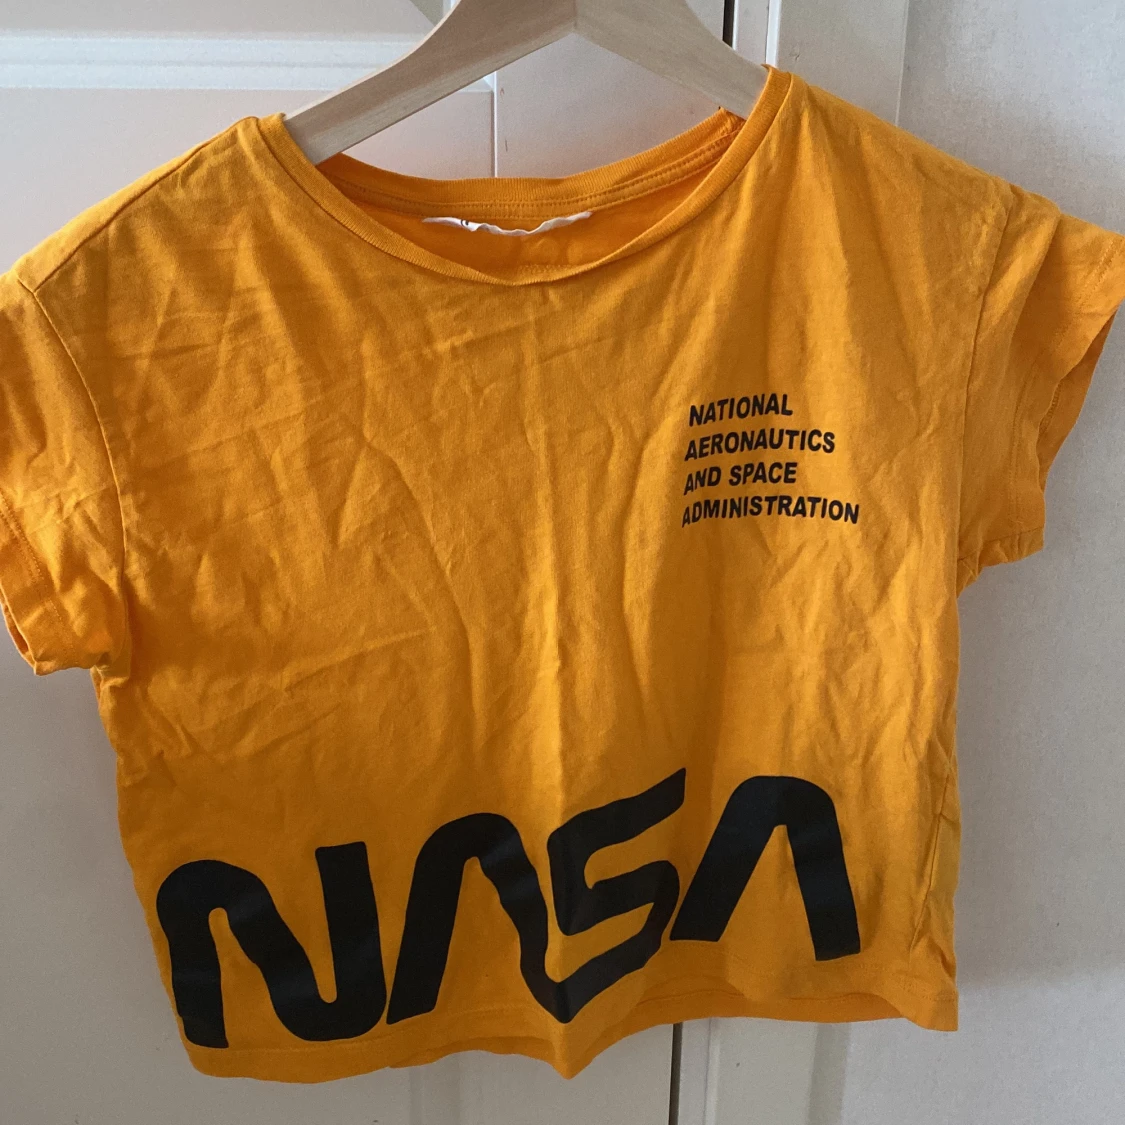 NATIONAL
AERONAUTICS
AND SPACE
ADMINISTRATION
NASA